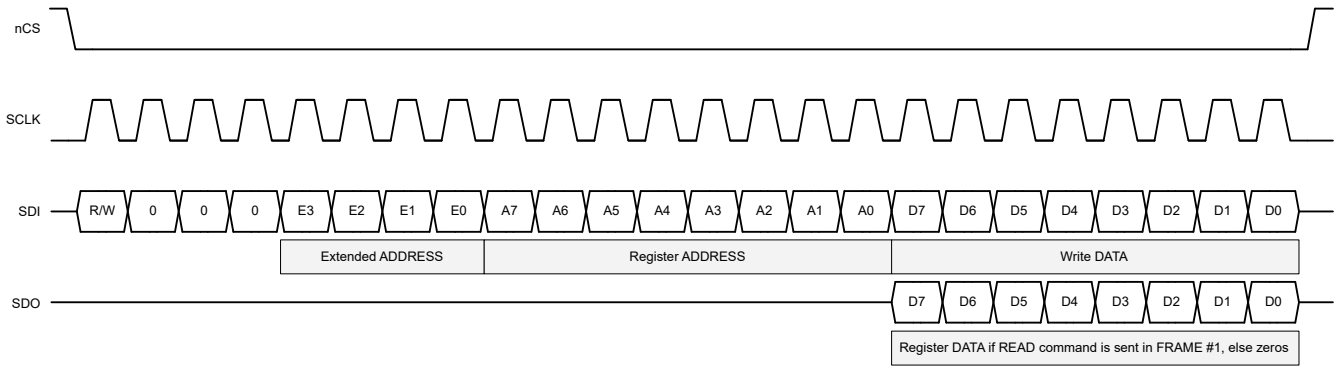 nCS
SCLK
SDI R/W 0 0 0 E3 E2 E1 E0 A7 A6 A5 A4 A3 A2 A1 A0 D7 D6 D5 D4 D3 D2 D1 D0
Extended ADDRESS Register ADDRESS Write DATA
SDO D7 D6 D5 D4 D3 D2 D1 D0
Register DATA if READ command is sent in FRAME #1, else zeros